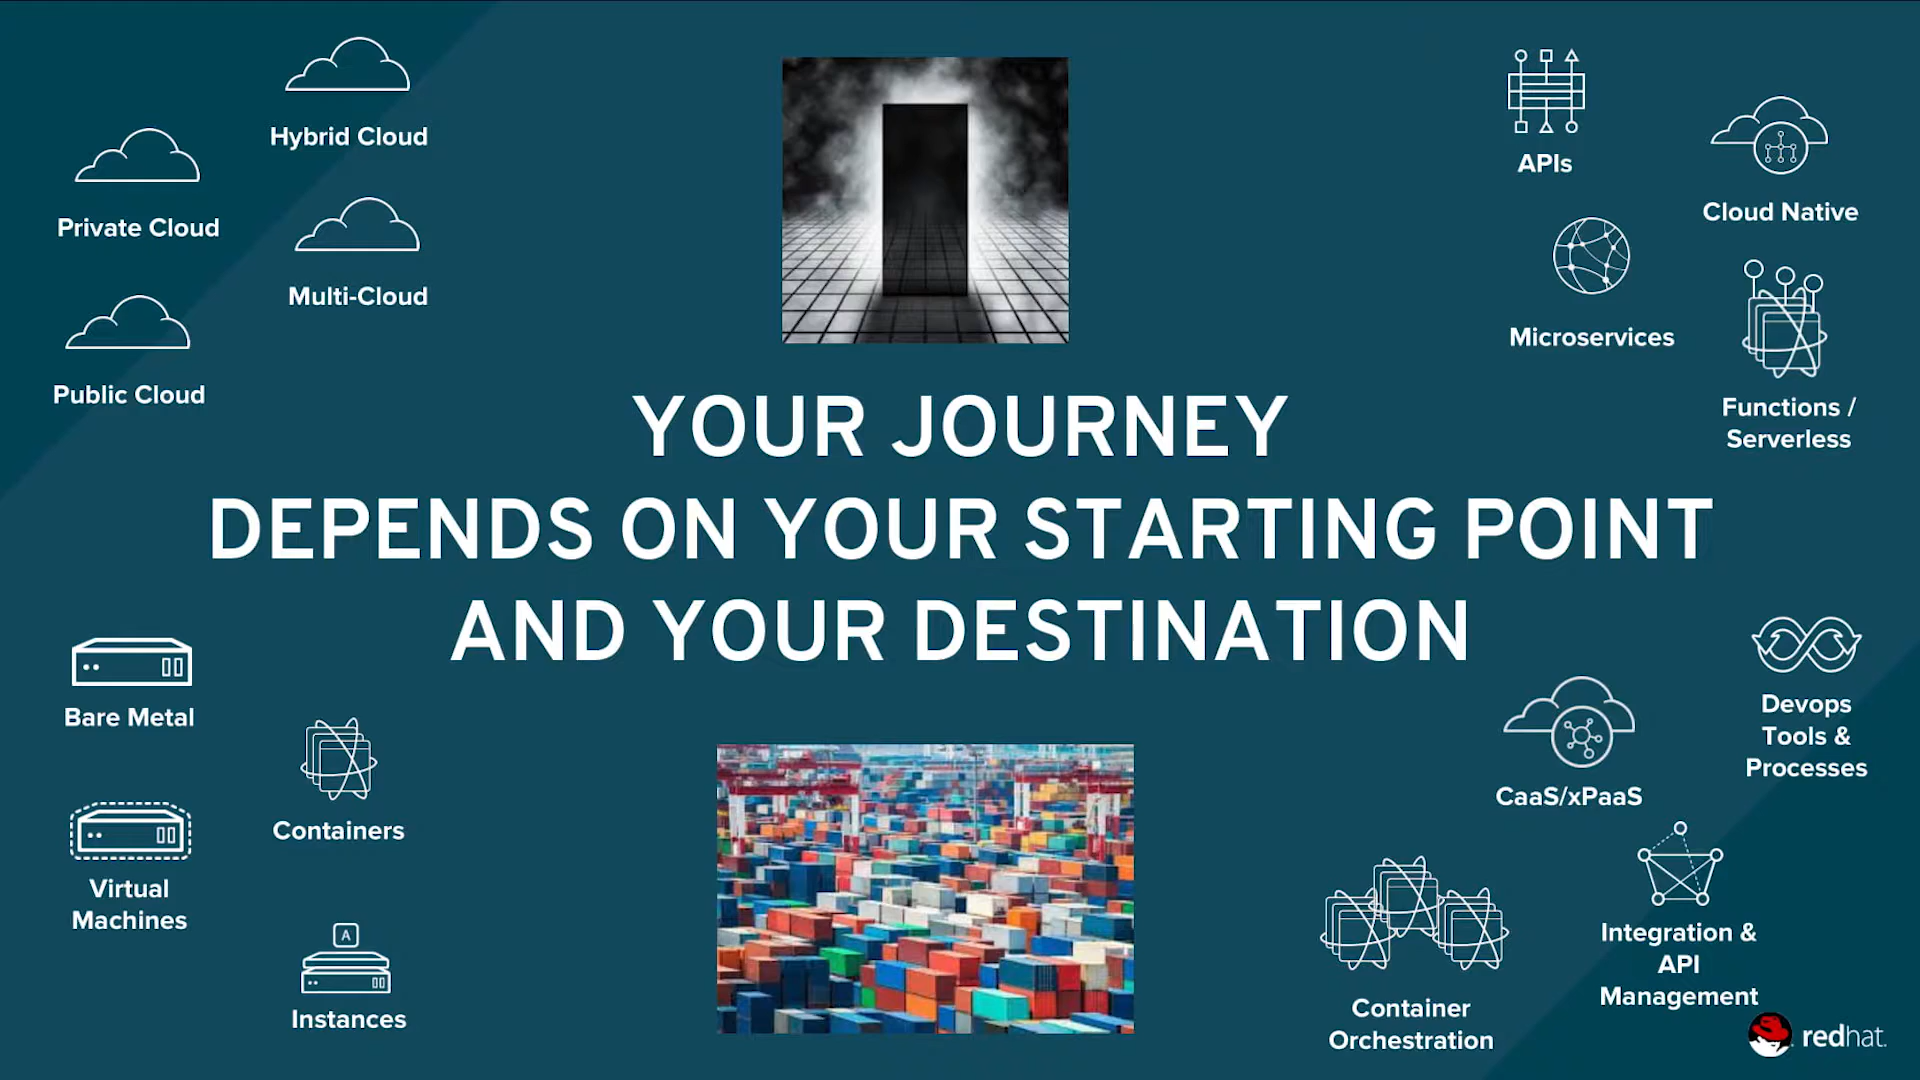 Hybrid Cloud
Private Cloud
Multi-Cloud
Public Cloud
APIs
Cloud Native
Microservices
Functions /
Serverless
YOUR JOURNEY
DEPENDS ON YOUR STARTING POINT
AND YOUR DESTINATION
Bare Metal
Containers
Virtual
Machines
A
Instances
Devops
Tools &
Processes
CaaS/xPaaS
Integration &
API
Management
Container
Orchestration
redhat.